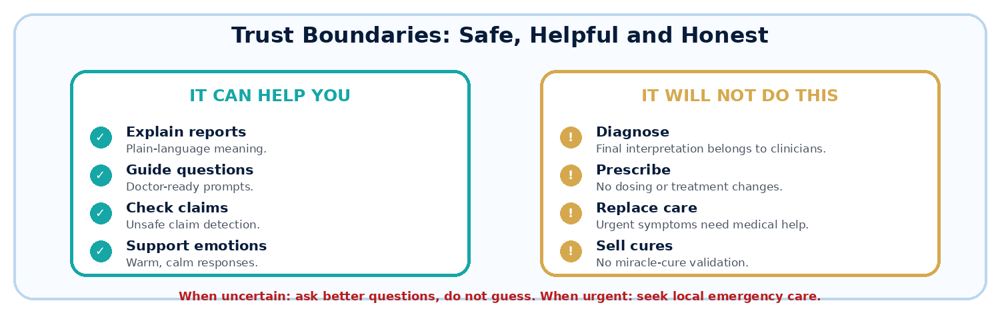 Trust Boundaries: Safe, Helpful and Honest
IT CAN HELP YOU
✓ Explain reports
Plain-language meaning.
✓ Guide questions
Doctor-ready prompts.
✓ Check claims
Unsafe claim detection.
✓ Support emotions
Warm, calm responses.
IT WILL NOT DO THIS
! Diagnose
Final interpretation belongs to clinicians.
! Prescribe
No dosing or treatment changes.
! Replace care
Urgent symptoms need medical help.
! Sell cures
No miracle-cure validation.
When uncertain: ask better questions, do not guess. When urgent: seek local emergency care.